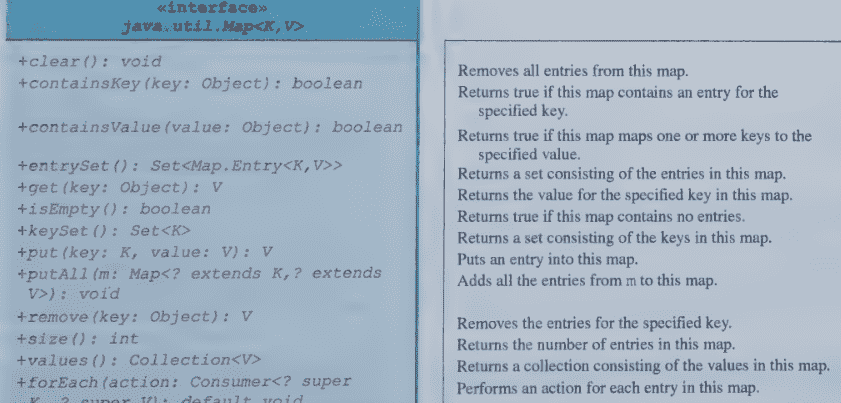 «interface»
java.util.Map<K,V>
+clear(): void
+containsKey(key: Object): boolean
+containsValue(value: Object): boolean
+entrySet(): Set<Map.Entry<K,V>>
+get(key: Object): V
+isEmpty(): boolean
+keySet(): Set<K>
+put(key: K, value: V): V
+putAll(m: Map<? extends K,? extends
V>): void
+remove(key: Object): V
+size(): int
+values(): Collection<V>
+forEach(action: Consumer<? super
K, ? super V): default void
Removes all entries from this map.
Returns true if this map contains an entry for the
specified key.
Returns true if this map maps one or more keys to the
specified value.
Returns a set consisting of the entries in this map.
Returns the value for the specified key in this map.
Returns true if this map contains no entries.
Returns a set consisting of the keys in this map.
Puts an entry into this map.
Adds all the entries from m to this map.
Removes the entries for the specified key.
Returns the number of entries in this map.
Returns a collection consisting of the values in this map.
Performs an action for each entry in this map.